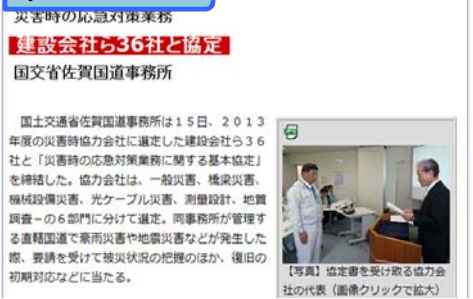 災害時の応急対策業務
建設会社ら36社と協定
国交省佐賀国道事務所
国土交通省佐賀国道事務所は15日、2013
年度の災害時協力会社に選定した建設会社ら36
社と「災害時の応急対策業務に関する基本協定」
を締結した。協力会社は、一般災害、橋梁災害、
機械設備災害、光ケーブル災害、測量設計、地質
調査－の6部門に分けて選定。同事務所が管理す
る直轄国道で豪雨災害や地震災害などが発生した
際、要請を受けて被災状況の把握のほか、復旧の
初期対応などに当たる。
【写真】協定書を受け取る協力会
社の代表（画像クリックで拡大）